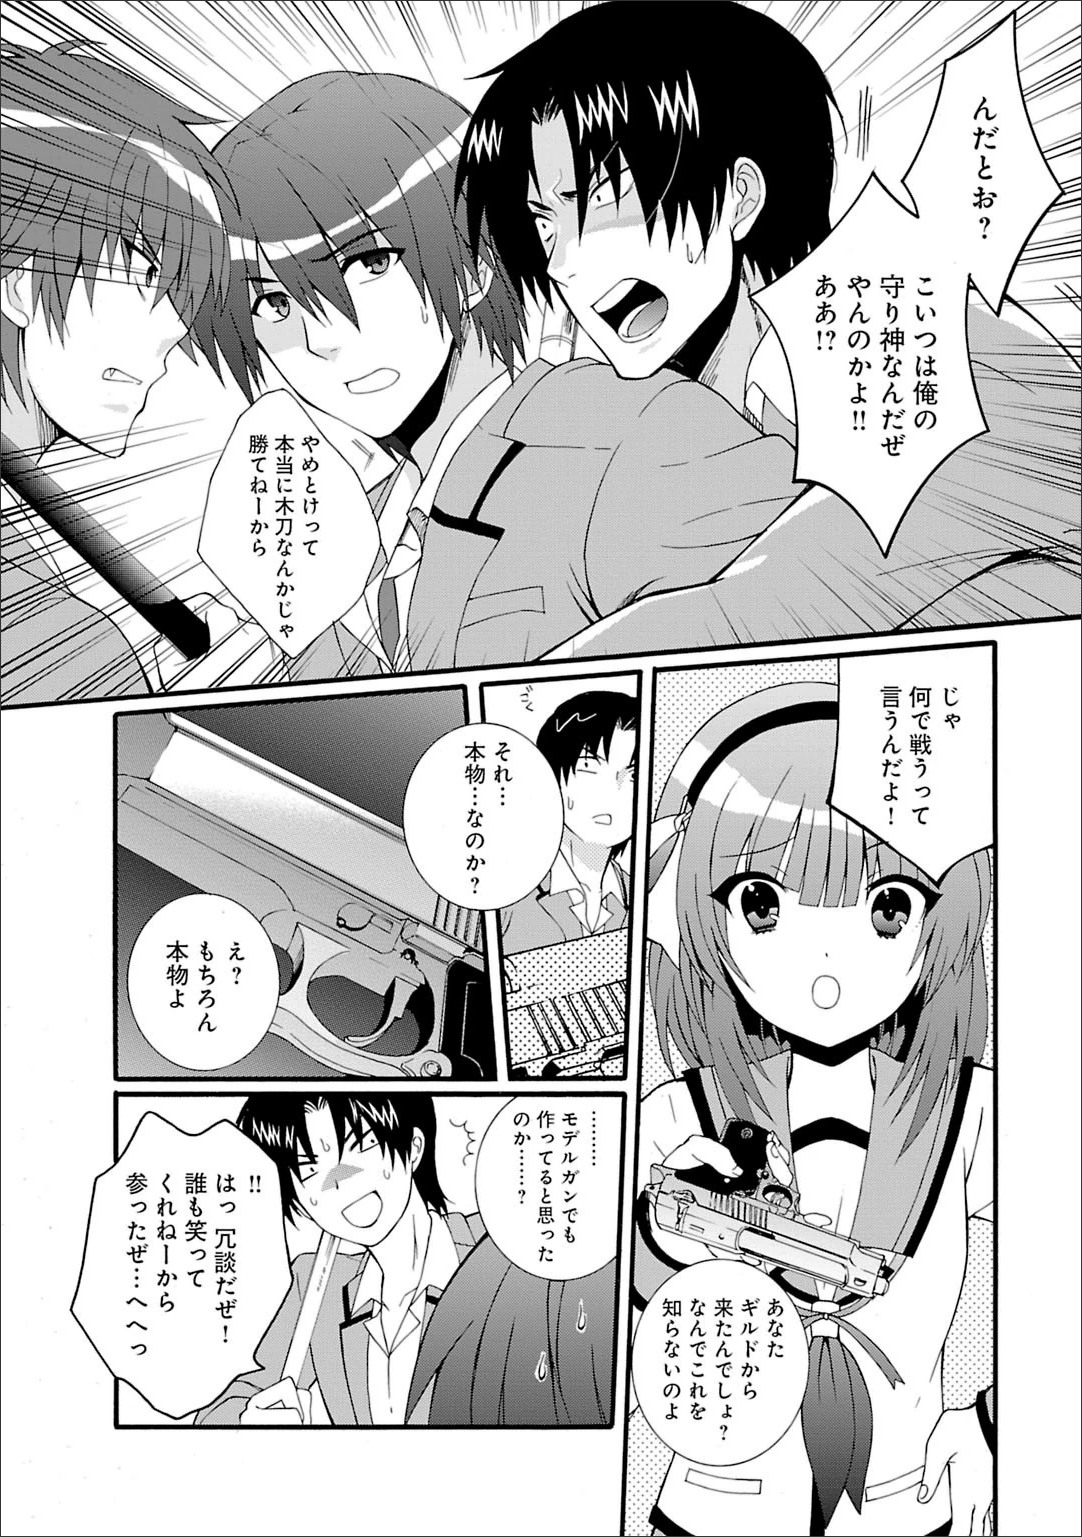 んだとお？
こいつは俺の
守り神なんだぜ
やんのかよ!!
ああ!?
やめとけって
本当に木刀なんかじゃ
勝てねーから
じゃ
何で戦うって
言うんだよ！
あなた
ギルドから
来たんでしょ？
なんでこれを
知らないのよ
ごく
それ…
本物…なのか？
え？
もちろん
本物よ
………
モデルガンでも
作ってると思った
のか………？
!!
はっ 冗談だぜ！
誰も笑って
くれねーから
参ったぜ…へへっ